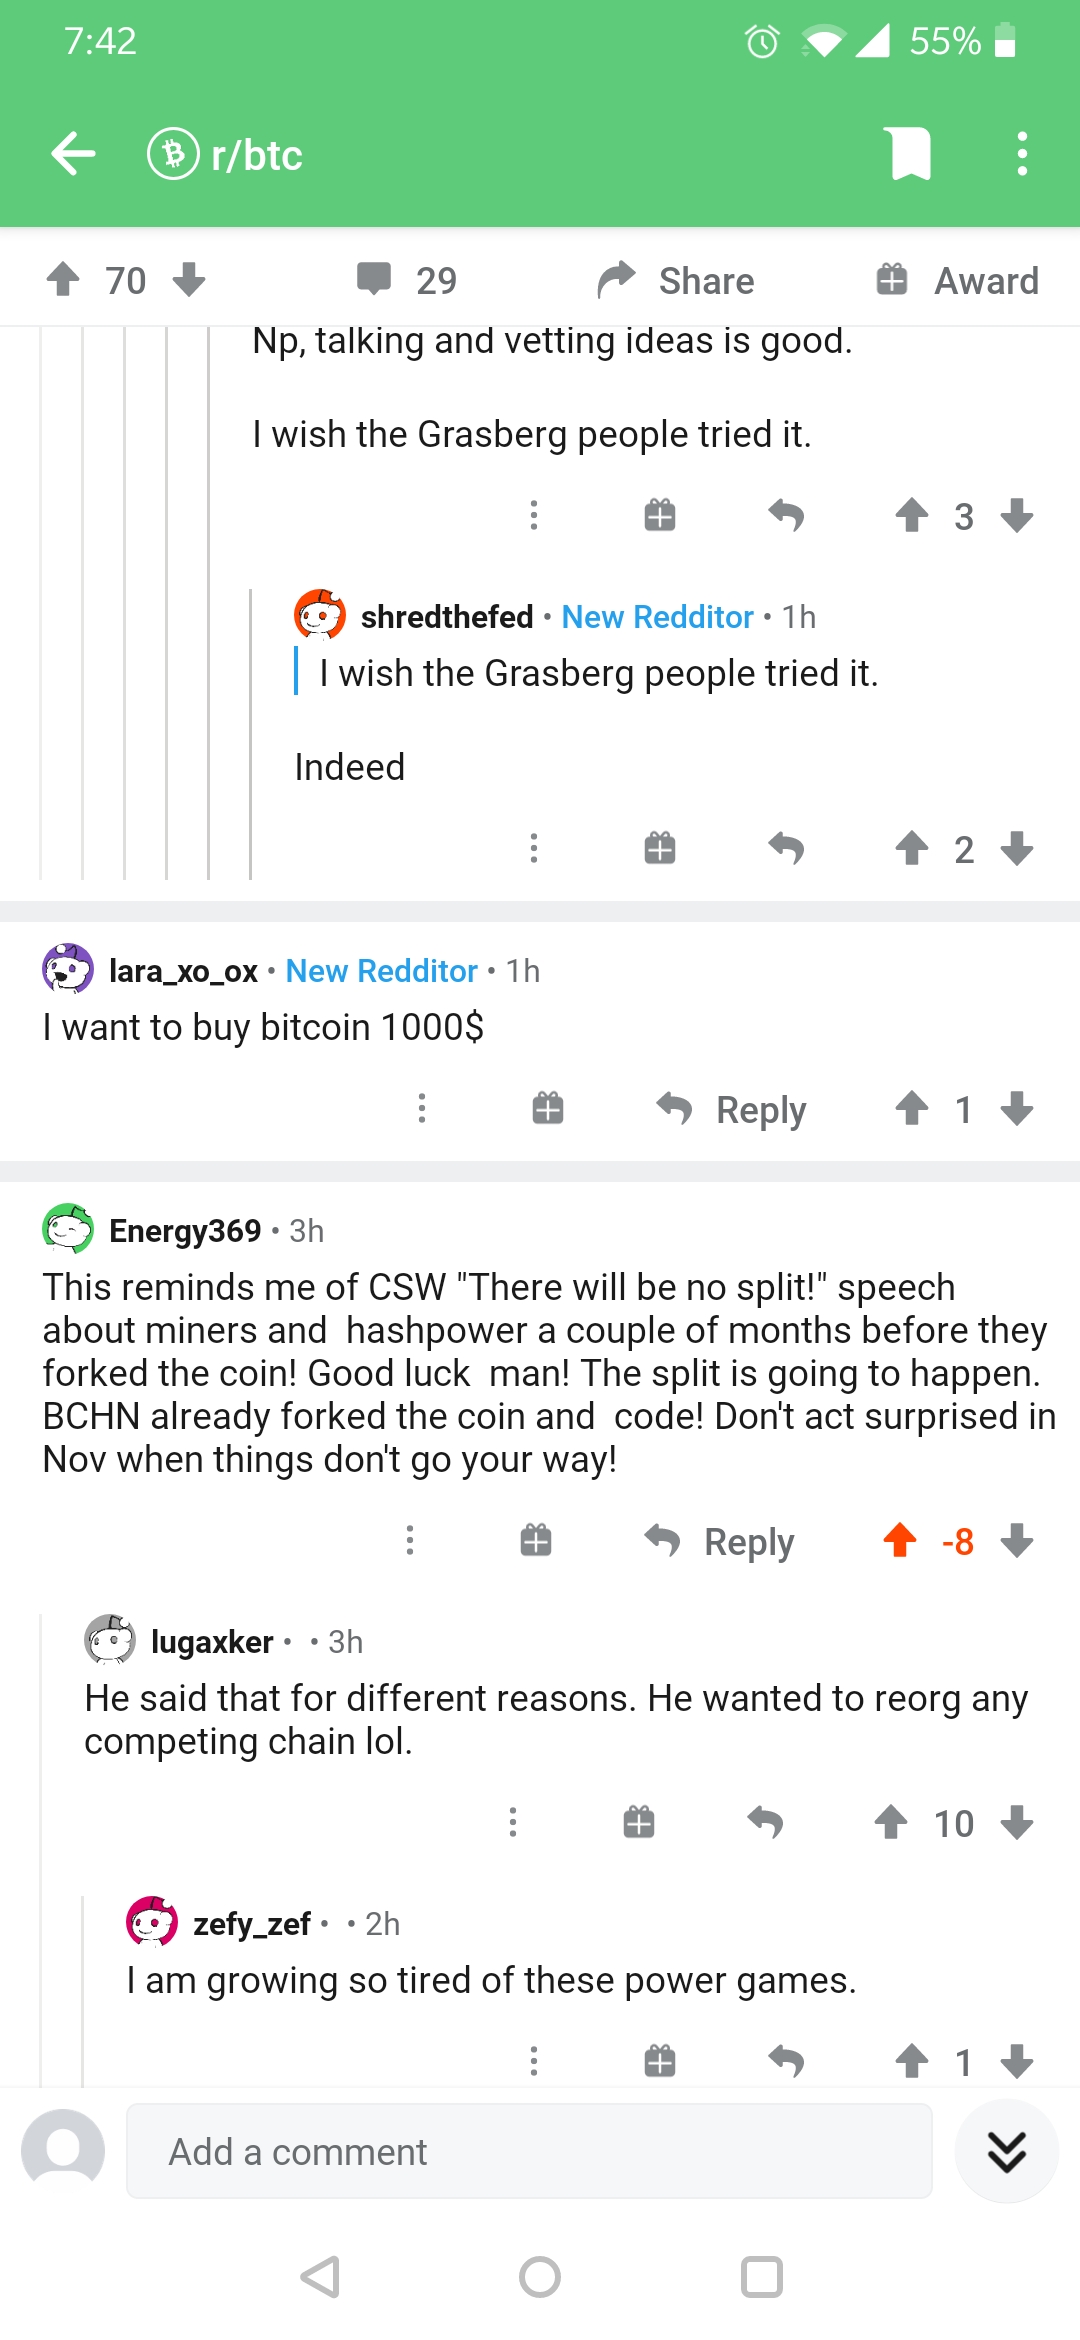 7:42 55%
r/btc
70 29 Share Award
Np, talking and vetting ideas is good.
I wish the Grasberg people tried it.
3
shredthefed • New Redditor • 1h
I wish the Grasberg people tried it.
Indeed
2
lara_xo_ox • New Redditor • 1h
I want to buy bitcoin 1000$
Reply 1
Energy369 • 3h
This reminds me of CSW "There will be no split!" speech
about miners and  hashpower a couple of months before they
forked the coin! Good luck  man! The split is going to happen.
BCHN already forked the coin and  code! Don't act surprised in
Nov when things don't go your way!
Reply -8
lugaxker • • 3h
He said that for different reasons. He wanted to reorg any
competing chain lol.
10
zefy_zef • • 2h
I am growing so tired of these power games.
1
Add a comment